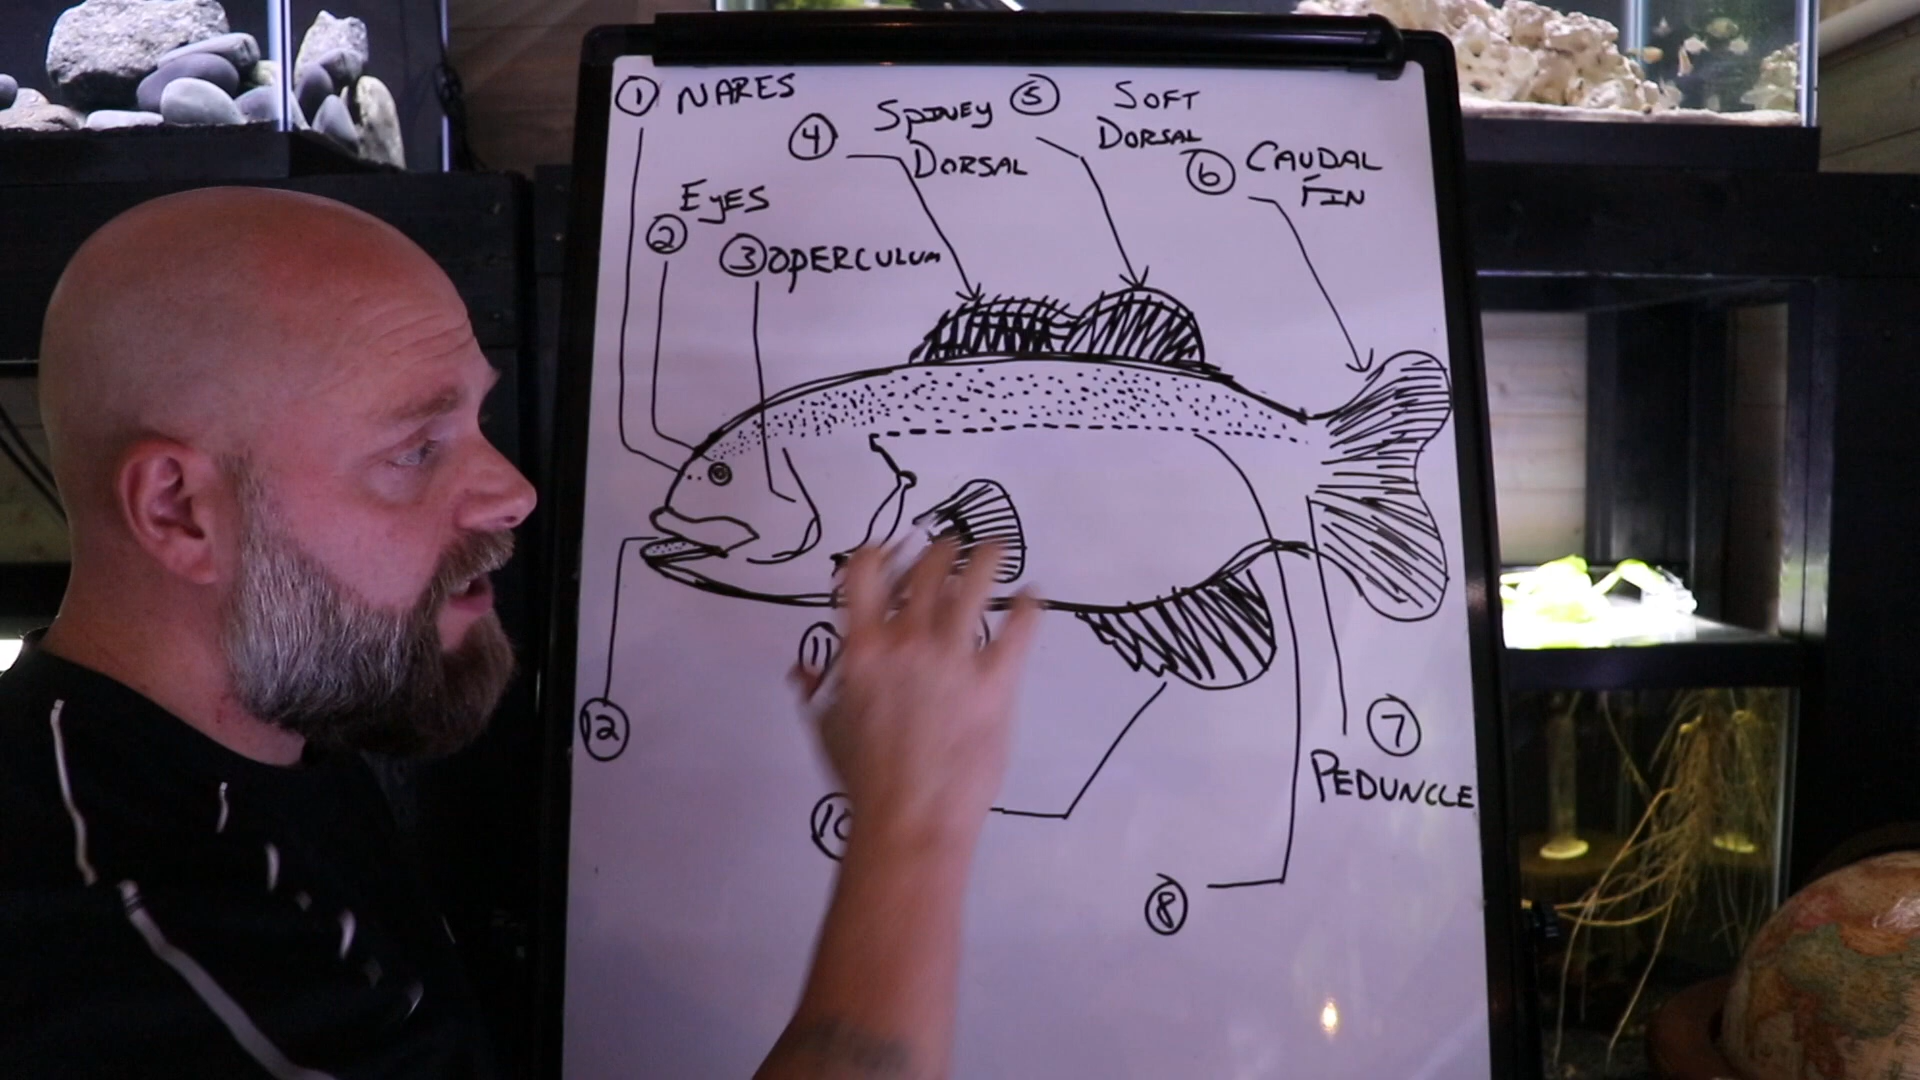 ① NARES
④ SPINEY
DORSAL
⑤ SOFT
DORSAL
⑥ CAUDAL
FIN
EyES
②
③ OPERCULUM
⑫
⑪
⑩
⑧
⑦
PEDUNCLE